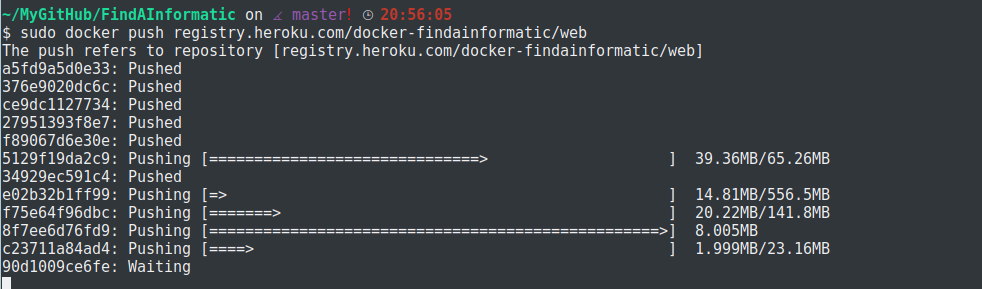 ~/MyGitHub/FindAInformatic on master! 20:56:05
$ sudo docker push registry.heroku.com/docker-findainformatic/web
The push refers to repository [registry.heroku.com/docker-findainformatic/web]
a5fd9a5d0e33: Pushed
376e9020dc6c: Pushed
ce9dc1127734: Pushed
27951393f8e7: Pushed
f89067d6e30e: Pushed
5129f19da2c9: Pushing [==============================>                    ]  39.36MB/65.26MB
34929ec591c4: Pushed
e02b32b1ff99: Pushing [=>                                                 ]  14.81MB/556.5MB
f75e64f96dbc: Pushing [=======>                                           ]  20.22MB/141.8MB
8f7ee6d76fd9: Pushing [==================================================>]  8.005MB
c23711a84ad4: Pushing [====>                                              ]  1.999MB/23.16MB
90d1009ce6fe: Waiting